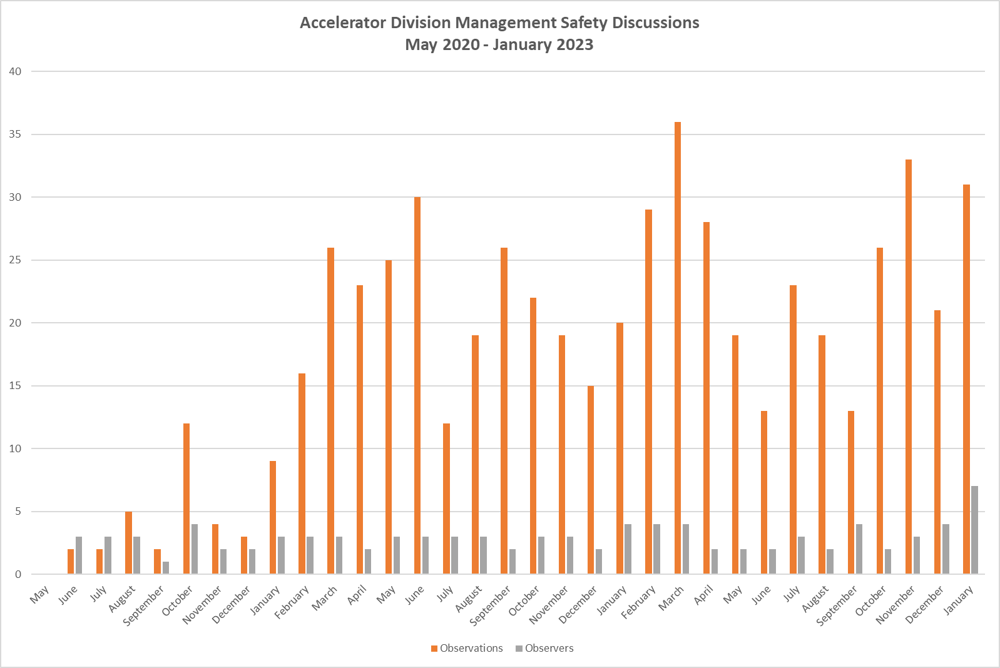 Accelerator Division Management Safety Discussions
May 2020 - January 2023
40
35
30
25
20
15
10
5
0
May
June
July
August
September
October
November
December
January
February
March
April
May
June
July
August
September
October
November
December
January
February
March
April
May
June
July
August
September
October
November
December
January
Observations Observers